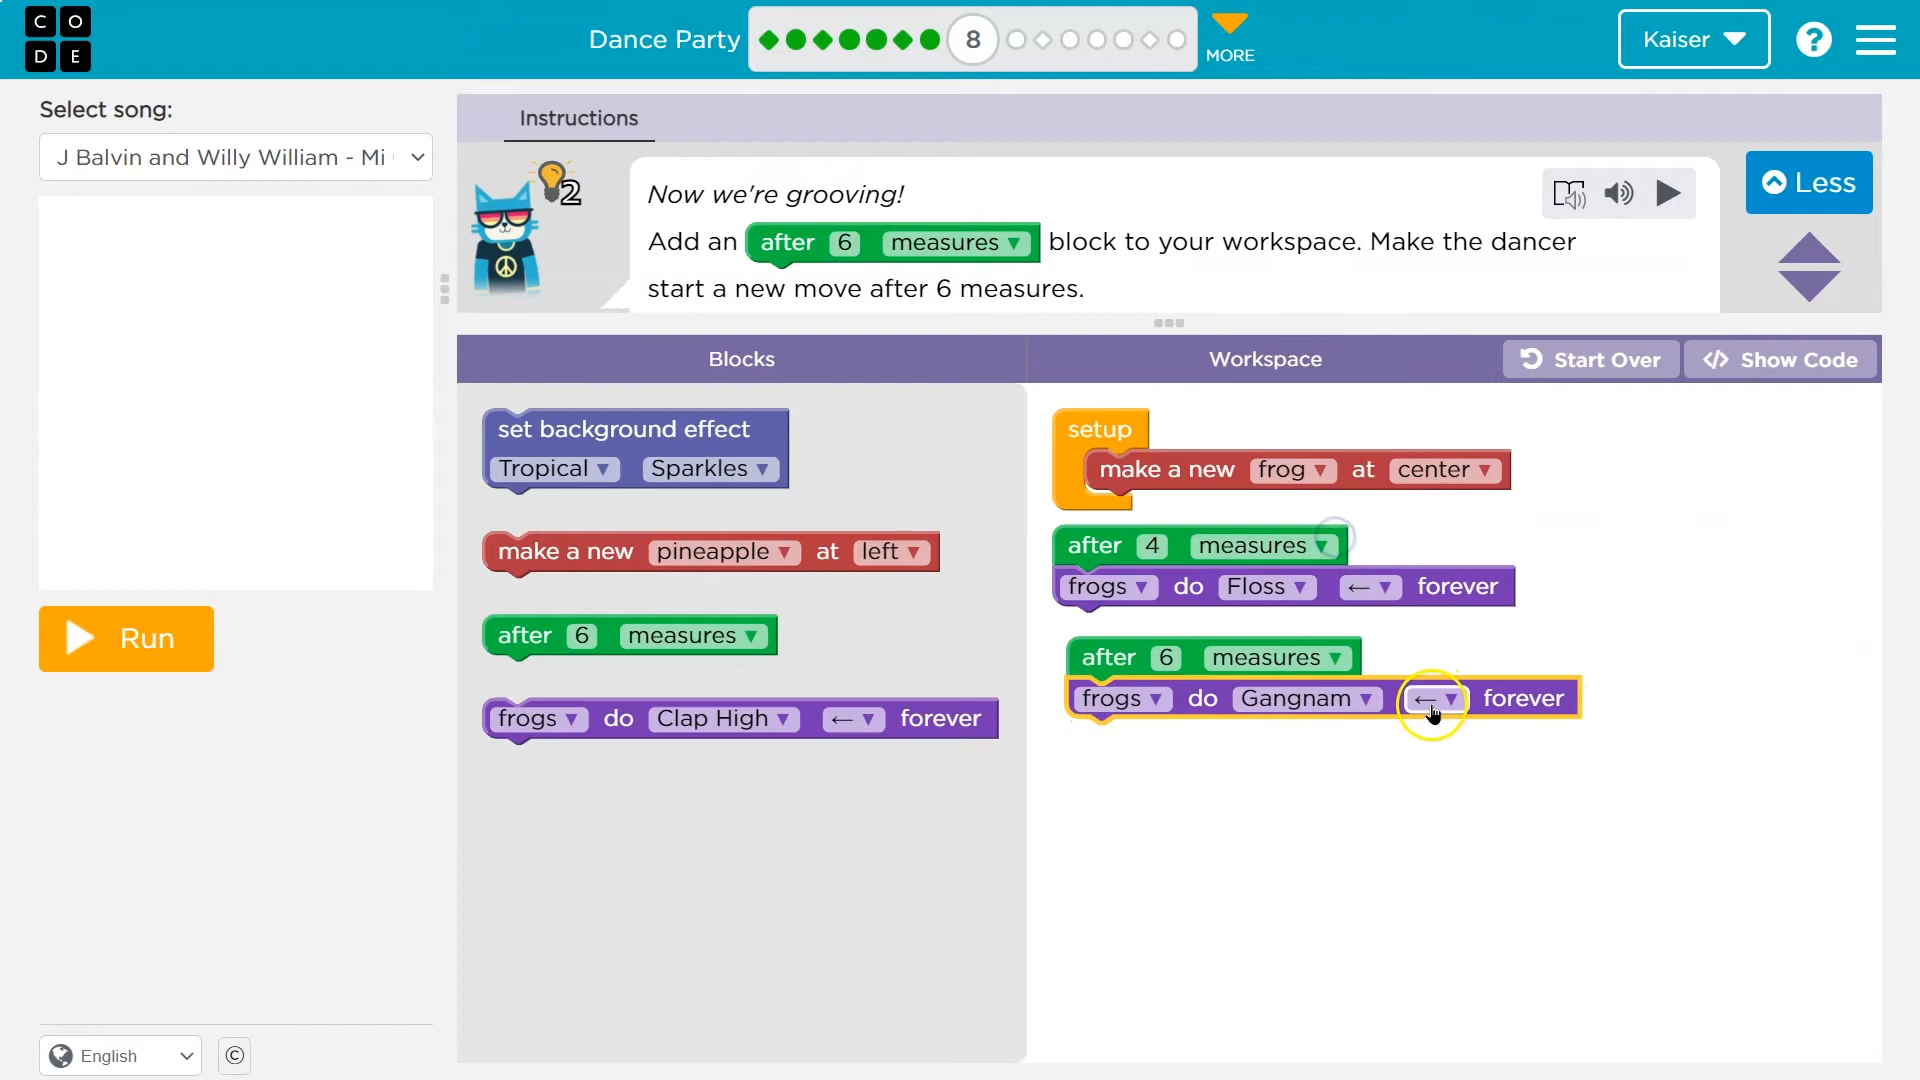 C O
D E
Dance Party
8
MORE
Kaiser
?
Select song:
J Balvin and Willy William - Mi
Instructions
2
Now we're grooving!
Add an after 6 measures block to your workspace. Make the dancer
start a new move after 6 measures.
Less
Blocks
Workspace
Start Over
Show Code
set background effect
Tropical Sparkles
make a new pineapple at left
after 6 measures
frogs do Clap High ← forever
setup
make a new frog at center
after 4 measures
frogs do Floss ← forever
after 6 measures
frogs do Gangnam ← forever
Run
English
©